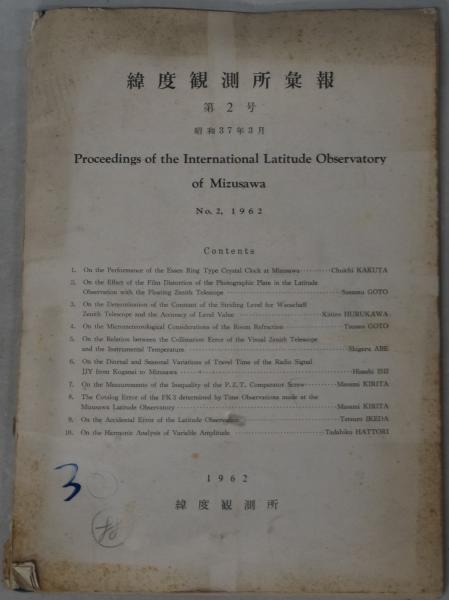 緯度観測所彙報
第2号
昭和37年3月
Proceedings of the International Latitude Observatory
of Mizusawa
No. 2, 1962
Contents
1. On the Performance of the Essen Ring Type Crystal Clock at Mizusawa ………Chuichi KAKUTA
2. On the Effect of the Film Distortion of the Photographic Plate in the Latitude
Observation with the Floating Zenith Telescope ………GOTO
3. On the Determination of the Constant of the Striding Level for Wanschaff
Zenith Telescope and the Accuracy of Level Value ………HURUKAWA
4. On the Micrometeorological Considerations of the Room Refraction ………GOTO
5. On the Relation between the Collimation Error of the Visual Zenith Telescope
and the Instrumental Temperature ………Shigeru ABE
6. On the Diurnal and Seasonal Variations of Travel Time of the Radio Signal
JJY from Koganei to Mizusawa ………Hisashi ISII
7. On the Measurements of the Inequality of the P.Z.T. Comparator Screw ………Masami KIRITA
8. The Catalog Error of the FK3 determined by Time Observations made at the
Mizusawa Latitude Observatory ………Masami KIRITA
9. On the Accidental Error of the Latitude Observation ………Tetsuro IKEDA
10. On the Harmonic Analysis of Variable Amplitude ………Tadahiko HATTORI
30
1962
緯度観測所